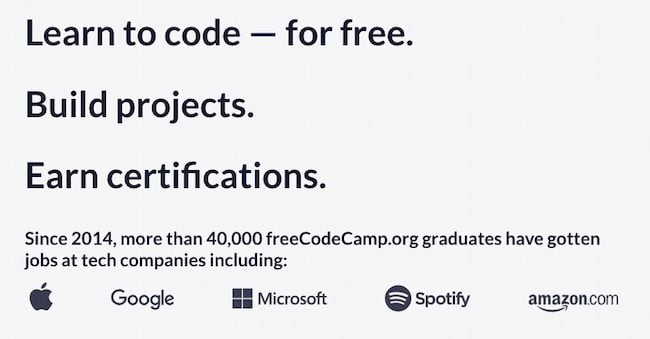 Learn to code — for free.
Build projects.
Earn certifications.
Since 2014, more than 40,000 freeCodeCamp.org graduates have gotten
jobs at tech companies including:
Google Microsoft Spotify amazon.com